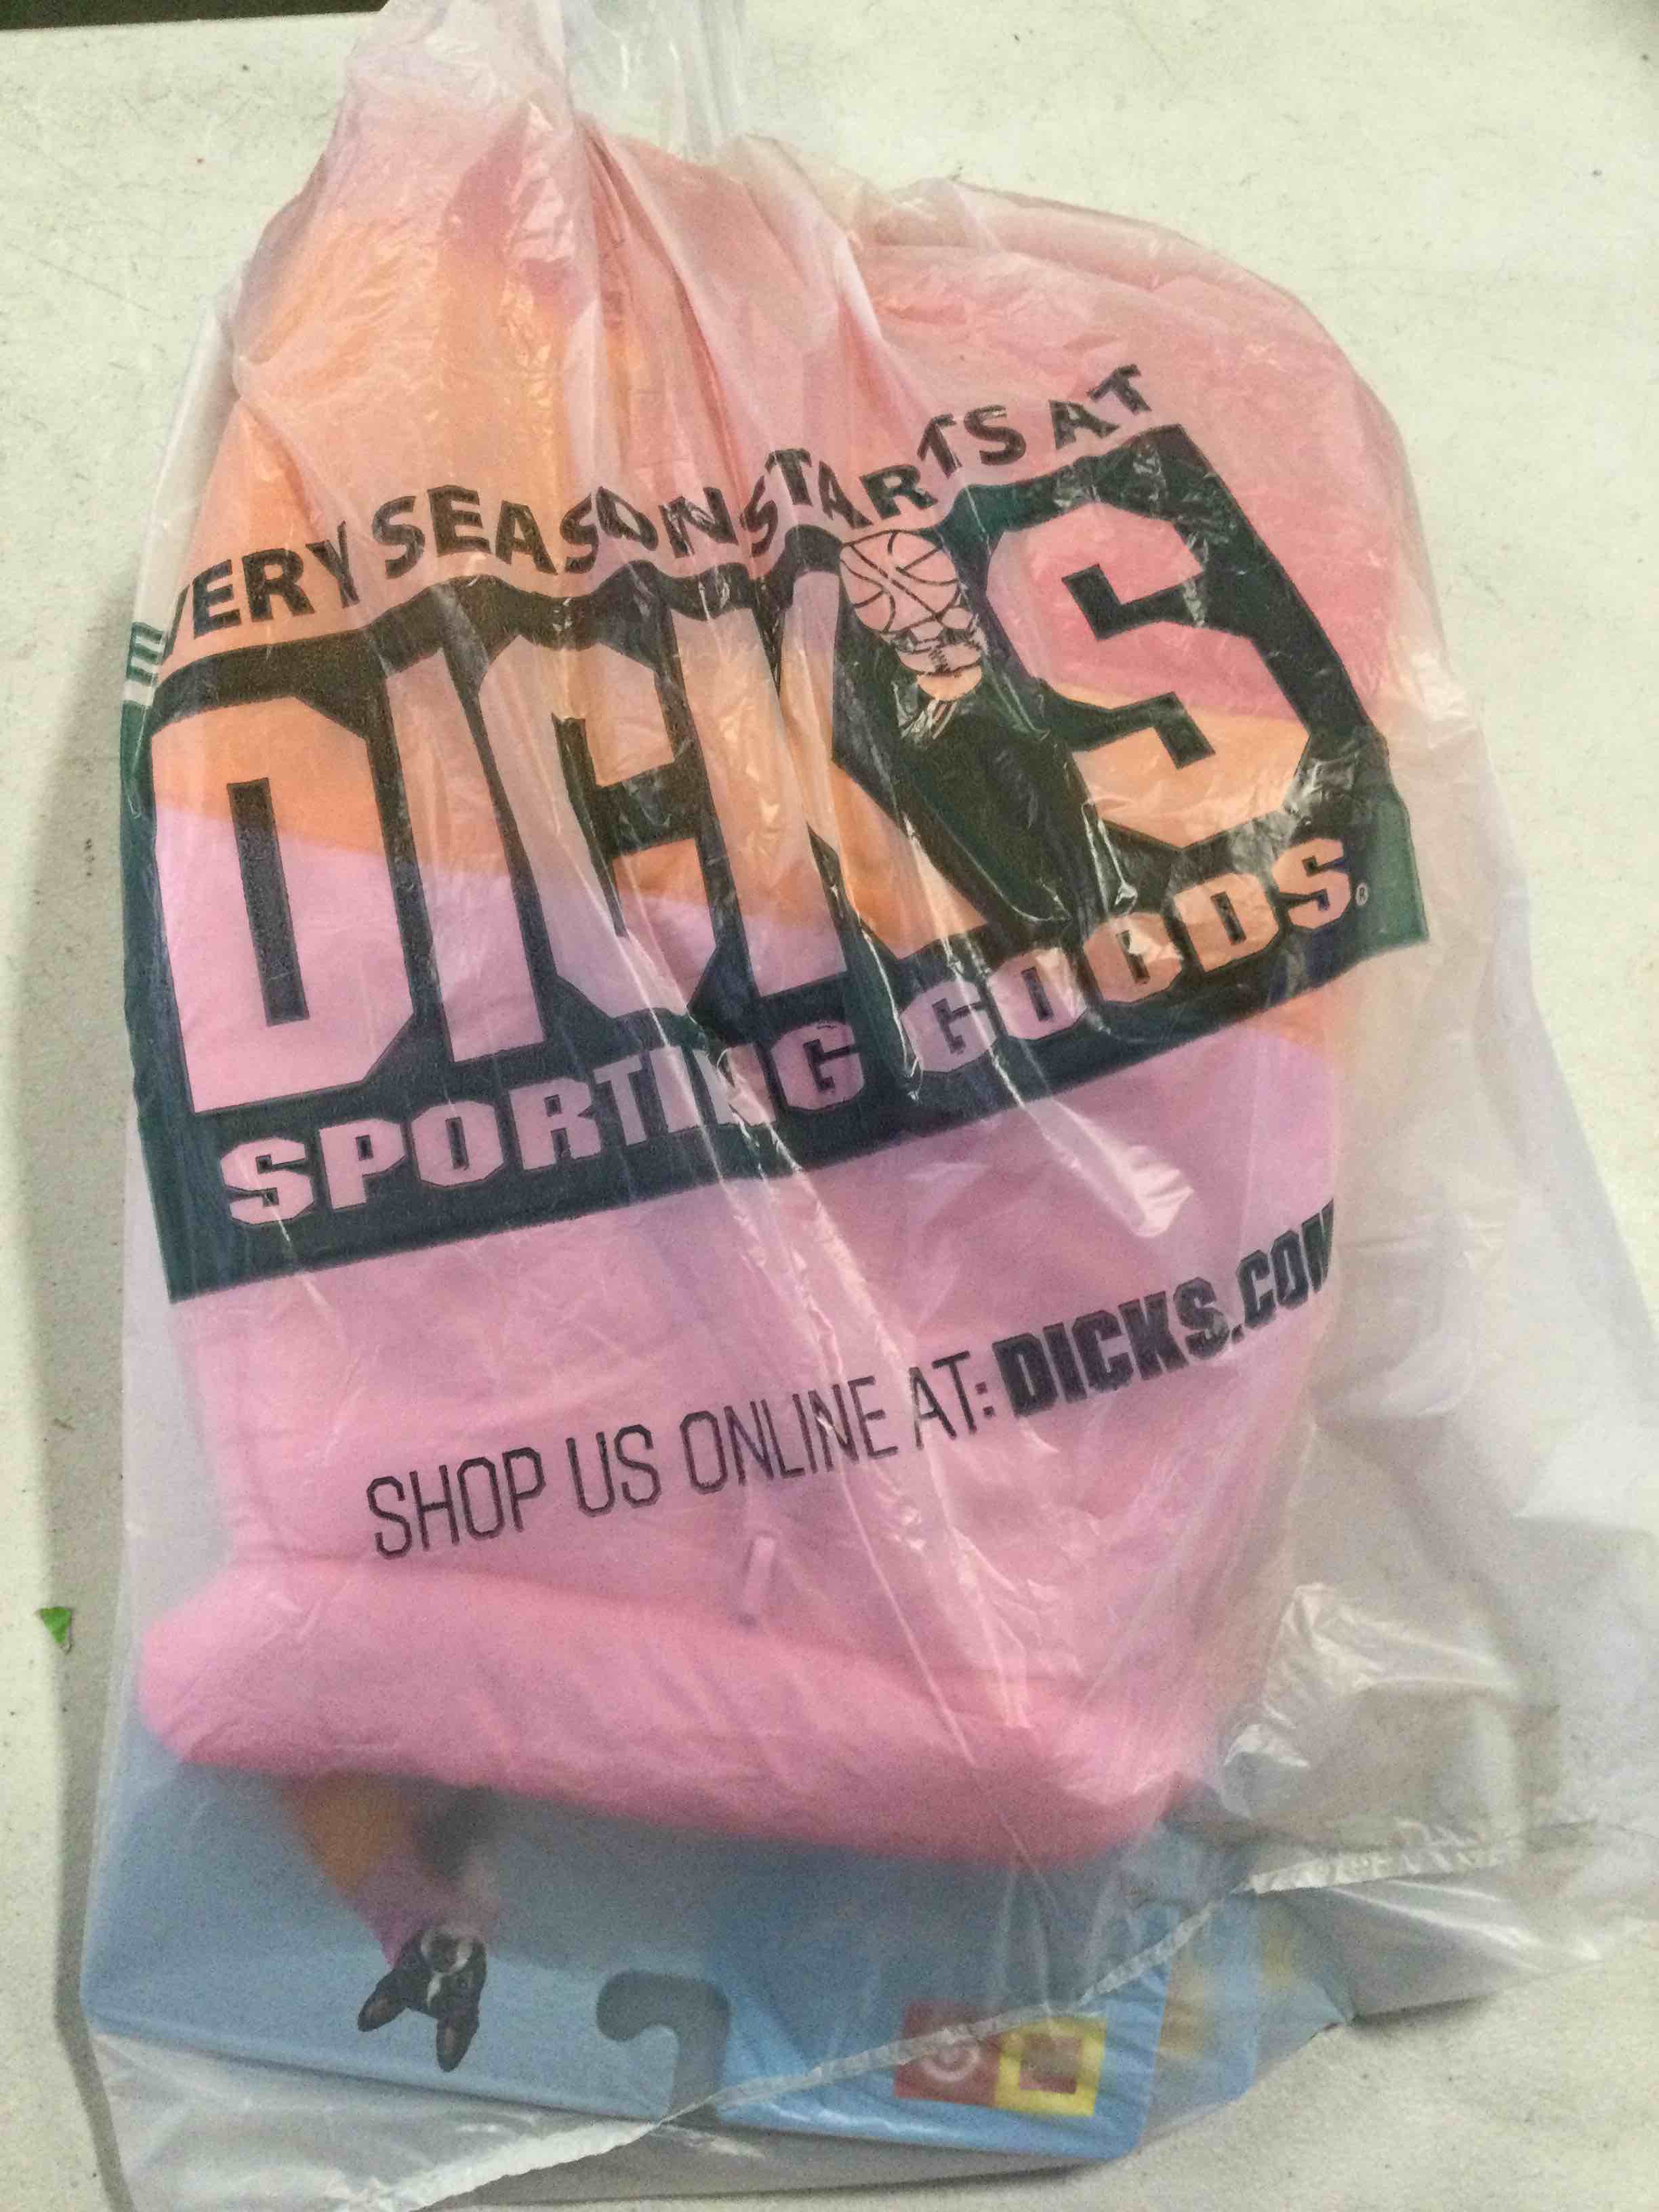 EVERY SEASON STARTS AT
DICK'S
SPORTING GOODS®
SHOP US ONLINE AT: DICKS.COM